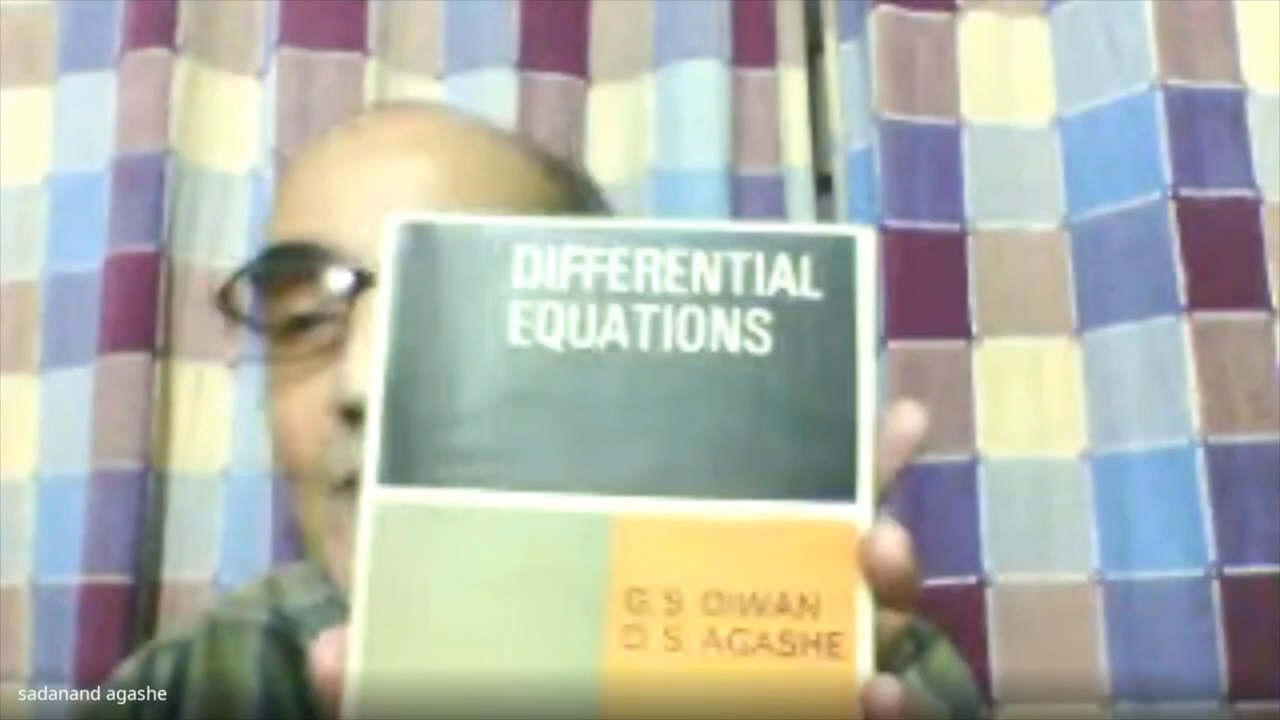 DIFFERENTIAL
EQUATIONS
G. S. DIWAN
D. S. AGASHE
sadanand agashe